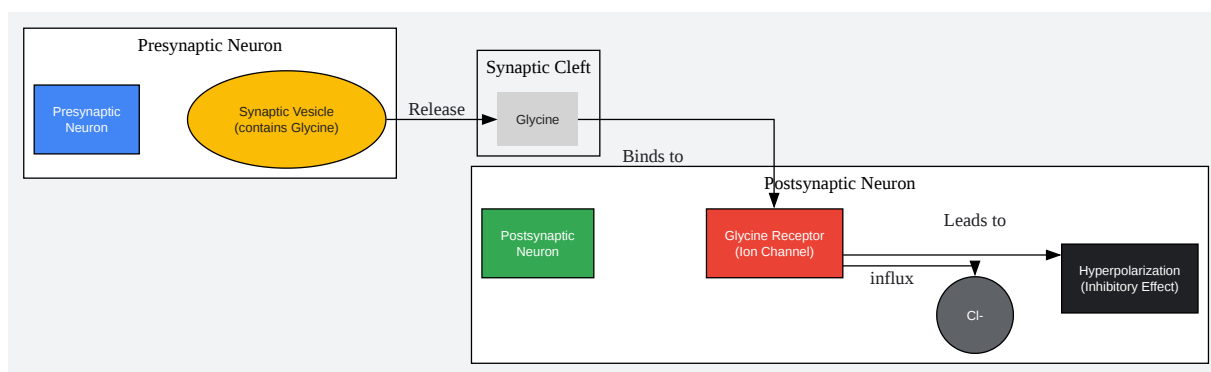 Presynaptic Neuron
Presynaptic
Neuron
Synaptic Vesicle
(contains Glycine)
Release
Synaptic Cleft
Glycine
Binds to
Postsynaptic Neuron
Postsynaptic
Neuron
Glycine Receptor
(Ion Channel)
Leads to
influx
Cl-
Hyperpolarization
(Inhibitory Effect)